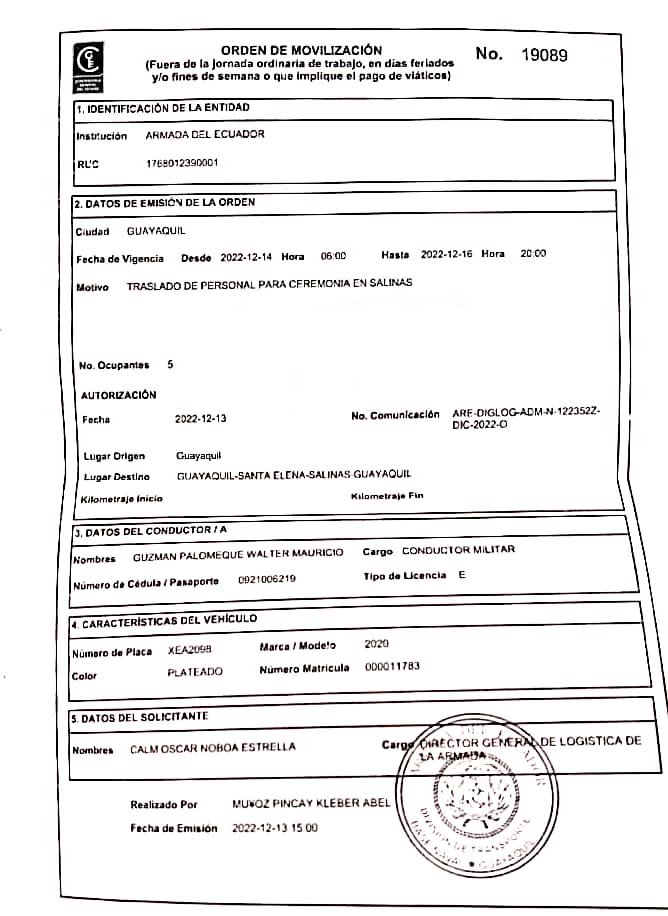 ORDEN DE MOVILIZACIÓN
(Fuera de la jornada ordinaria de trabajo, en días feriados
y/o fines de semana o que implique el pago de viáticos)
No. 19089
CGE
1. IDENTIFICACIÓN DE LA ENTIDAD
Institución ARMADA DEL ECUADOR
RUC 1768012390001
2. DATOS DE EMISIÓN DE LA ORDEN
Ciudad GUAYAQUIL
Fecha de Vigencia Desde 2022-12-14 Hora 06:00 Hasta 2022-12-16 Hora 20:00
Motivo TRASLADO DE PERSONAL PARA CEREMONIA EN SALINAS
No. Ocupantes 5
AUTORIZACIÓN
Fecha 2022-12-13 No. Comunicación ARE-DIGLOG-ADM-N-122352Z-
DIC-2022-O
Lugar Origen Guayaquil
Lugar Destino GUAYAQUIL-SANTA ELENA-SALINAS-GUAYAQUIL
Kilometraje Inicio Kilometraje Fin
3. DATOS DEL CONDUCTOR / A
Nombres GUZMAN PALOMEQUE WALTER MAURICIO Cargo CONDUCTOR MILITAR
Número de Cédula / Pasaporte 0921006219 Tipo de Licencia E
4. CARACTERÍSTICAS DEL VEHÍCULO
Número de Placa XEA2098 Marca / Modelo 2020
Color PLATEADO Número Matricula 000011783
5. DATOS DEL SOLICITANTE
Nombres CALM OSCAR NOBOA ESTRELLA Cargo DIRECTOR GENERAL DE LOGISTICA DE
LA ARMADA
Realizado Por MU¥OZ PINCAY KLEBER ABEL
Fecha de Emisión 2022-12-13 15:00
DIVISIÓN DE TRANSPORTE
BASE NAVAL GUAYAQUIL